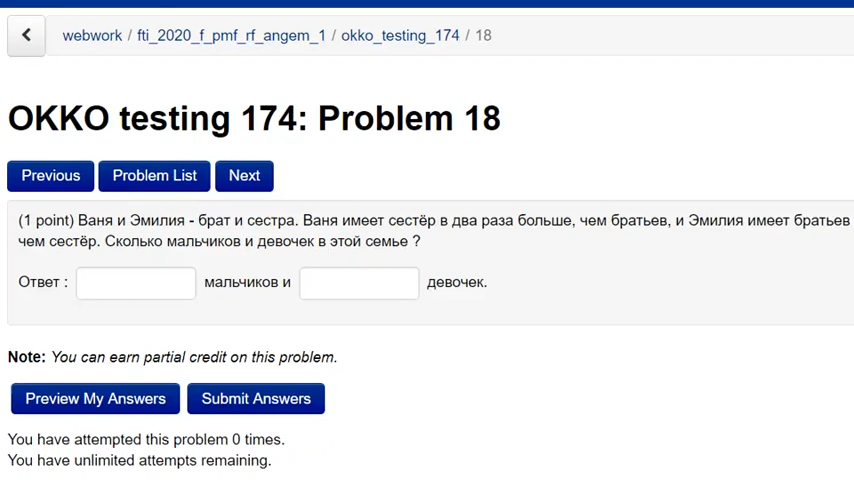 webwork / fti_2020_f_pmf_rf_angem_1 / okko_testing_174 / 18
OKKO testing 174: Problem 18
Previous Problem List Next
(1 point) Ваня и Эмилия - брат и сестра. Ваня имеет сестёр в два раза больше, чем братьев, и Эмилия имеет братьев
чем сестёр. Сколько мальчиков и девочек в этой семье ?
Ответ : мальчиков и девочек.
Note: You can earn partial credit on this problem.
Preview My Answers Submit Answers
You have attempted this problem 0 times.
You have unlimited attempts remaining.